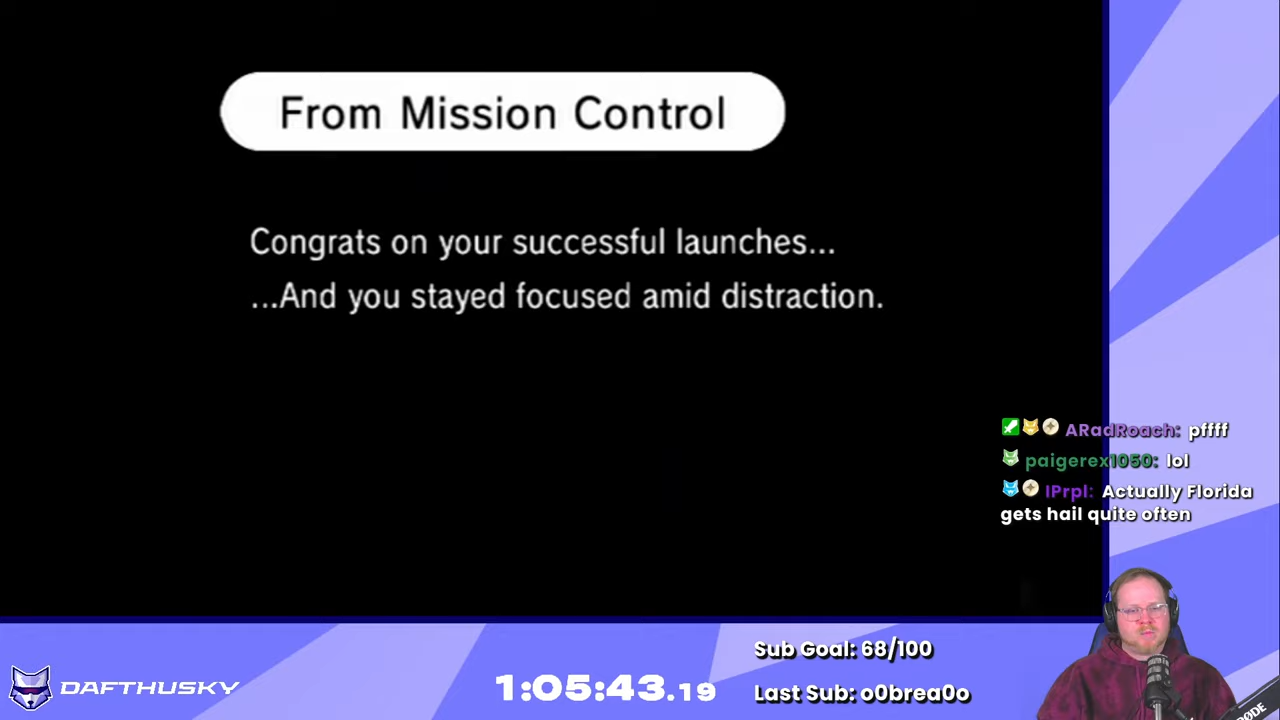 From Mission Control
Congrats on your successful launches...
...And you stayed focused amid distraction.
ARadRoach: pffff
paigerex1050: lol
IPrpl: Actually Florida
gets hail quite often
Sub Goal: 68/100
DAFTHUSKY
1:05:43.19
Last Sub: o0brea0o